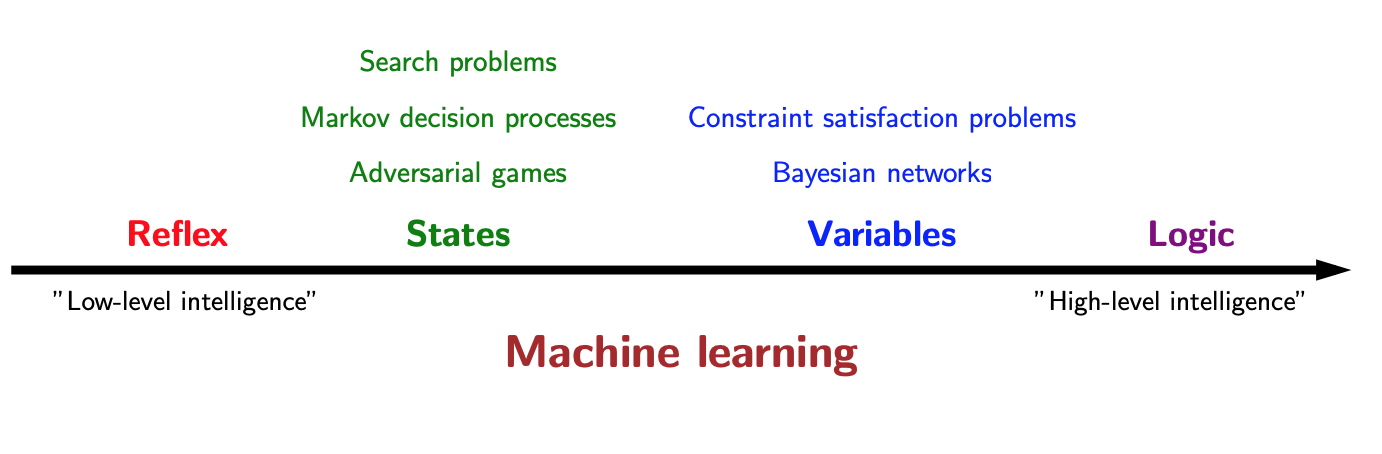 Search problems
Markov decision processes
Constraint satisfaction problems
Adversarial games
Bayesian networks
Reflex
States
Variables
Logic
"Low-level intelligence"
"High-level intelligence"
Machine learning